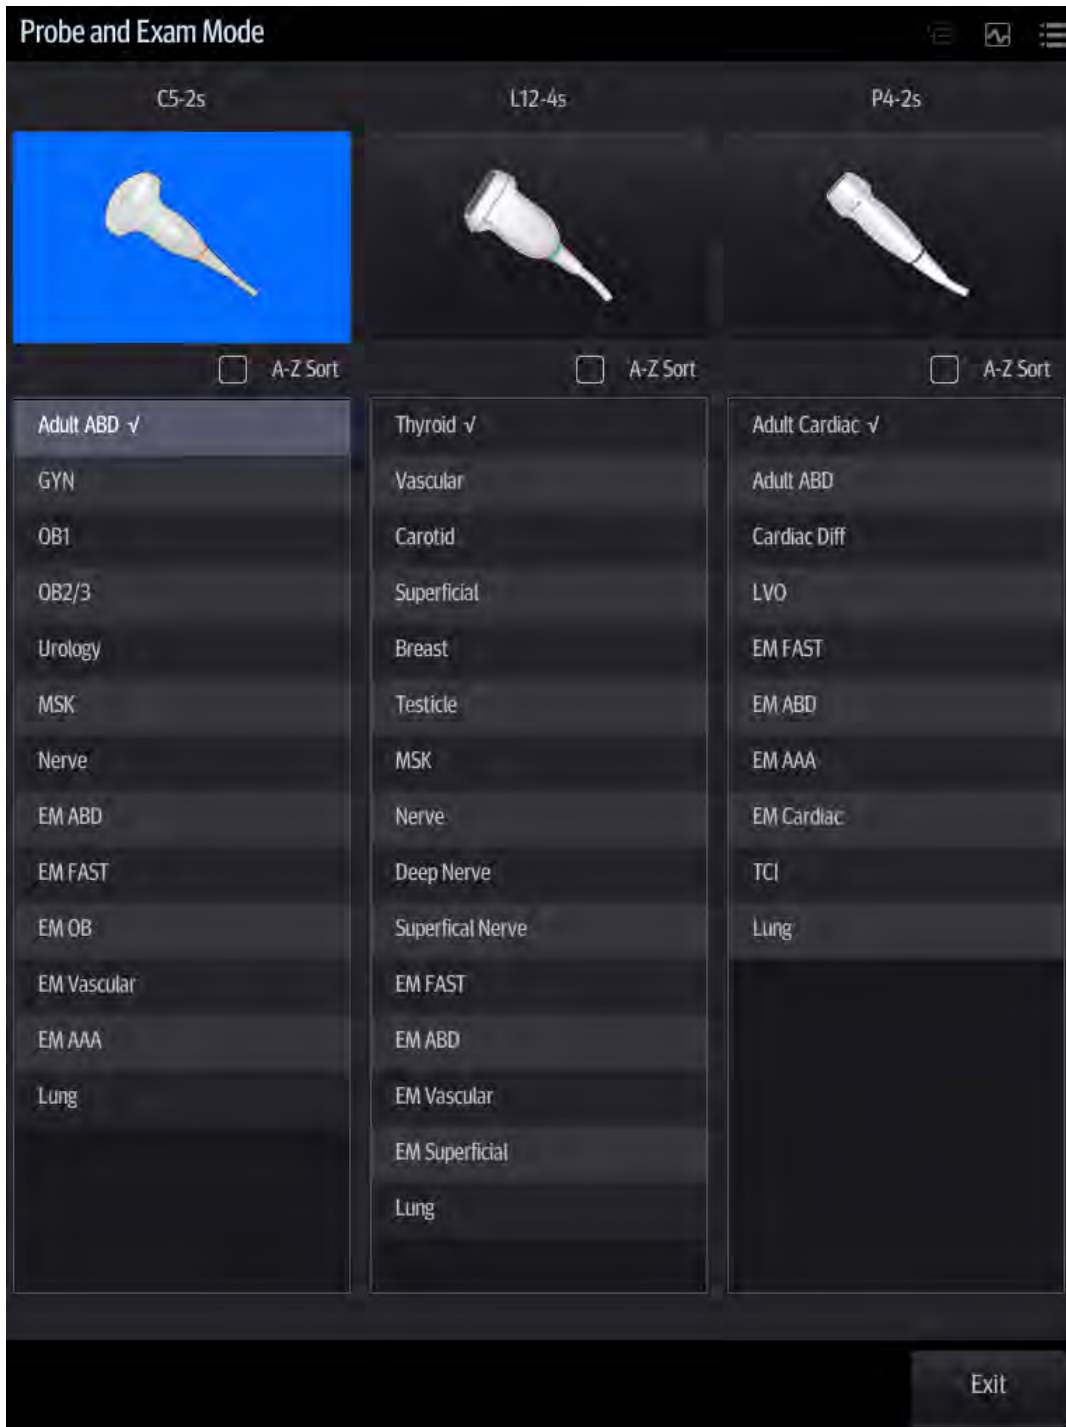 Probe and Exam Mode
C5-2s
L12-4s
P4-2s
A-Z Sort
A-Z Sort
A-Z Sort
Adult ABD √
GYN
OB1
OB2/3
Urology
MSK
Nerve
EM ABD
EM FAST
EM OB
EM Vascular
EM AAA
Lung
Thyroid √
Vascular
Carotid
Superficial
Breast
Testicle
MSK
Nerve
Deep Nerve
Superfical Nerve
EM FAST
EM ABD
EM Vascular
EM Superficial
Lung
Adult Cardiac √
Adult ABD
Cardiac Diff
LVO
EM FAST
EM ABD
EM AAA
EM Cardiac
TCI
Lung
Exit